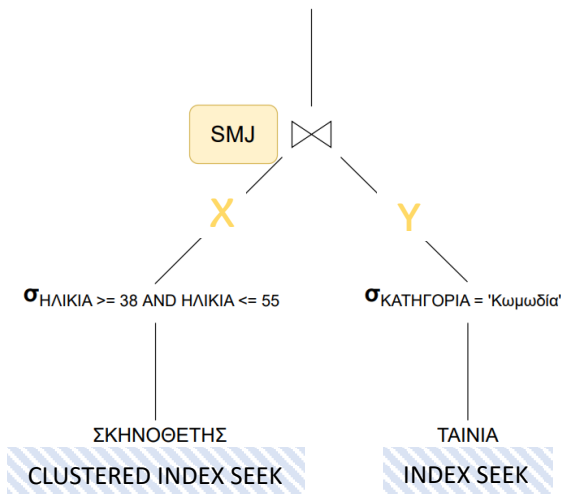 SMJ
X
Y
σΗΛΙΚΙΑ >= 38 AND ΗΛΙΚΙΑ <= 55
σΚΑΤΗΓΟΡΙΑ = 'Κωμωδία'
ΣΚΗΝΟΘΕΤΗΣ
ΤΑΙΝΙΑ
CLUSTERED INDEX SEEK
INDEX SEEK